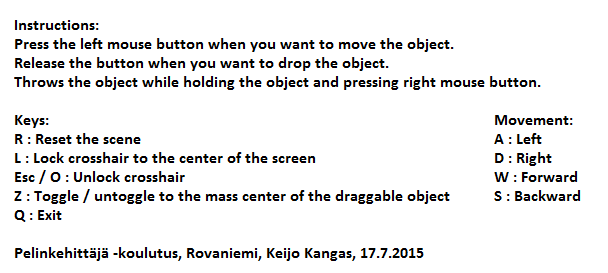 Instructions:
Press the left mouse button when you want to move the object.
Release the button when you want to drop the object.
Throws the object while holding the object and pressing right mouse button.
Keys:
R : Reset the scene
L : Lock crosshair to the center of the screen
Esc / O : Unlock crosshair
Z : Toggle / untoggle to the mass center of the draggable object
Q : Exit
Movement:
A : Left
D : Right
W : Forward
S : Backward
Pelinkehittäjä -koulutus, Rovaniemi, Keijo Kangas, 17.7.2015